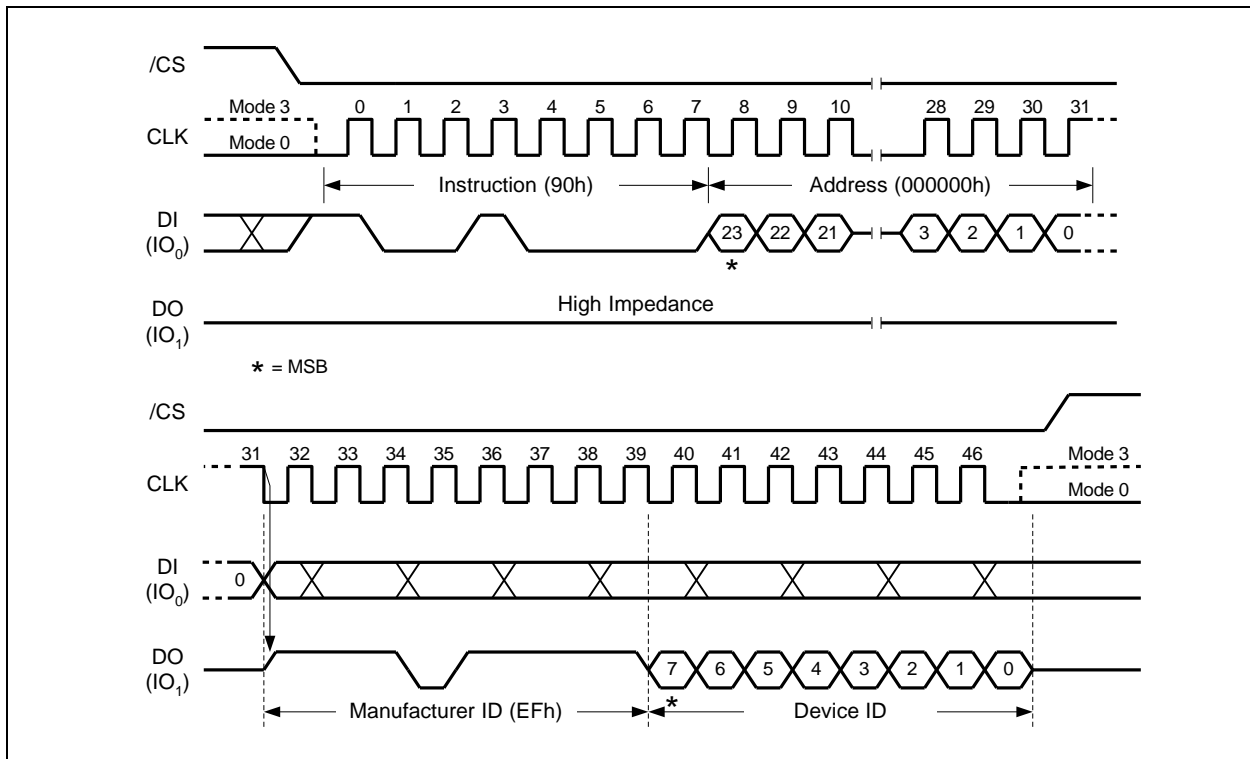 /CS
Mode 3
0 1 2 3 4 5 6 7 8 9 10 28 29 30 31
CLK
Mode 0
Instruction (90h)
Address (000000h)
DI
(IO0)
23 22 21 3 2 1 0
*
High Impedance
DO
(IO1)
* = MSB
/CS
31 32 33 34 35 36 37 38 39 40 41 42 43 44 45 46
Mode 3
CLK
Mode 0
DI
(IO0)
0
DO
(IO1)
7 6 5 4 3 2 1 0
*
Manufacturer ID (EFh)
Device ID